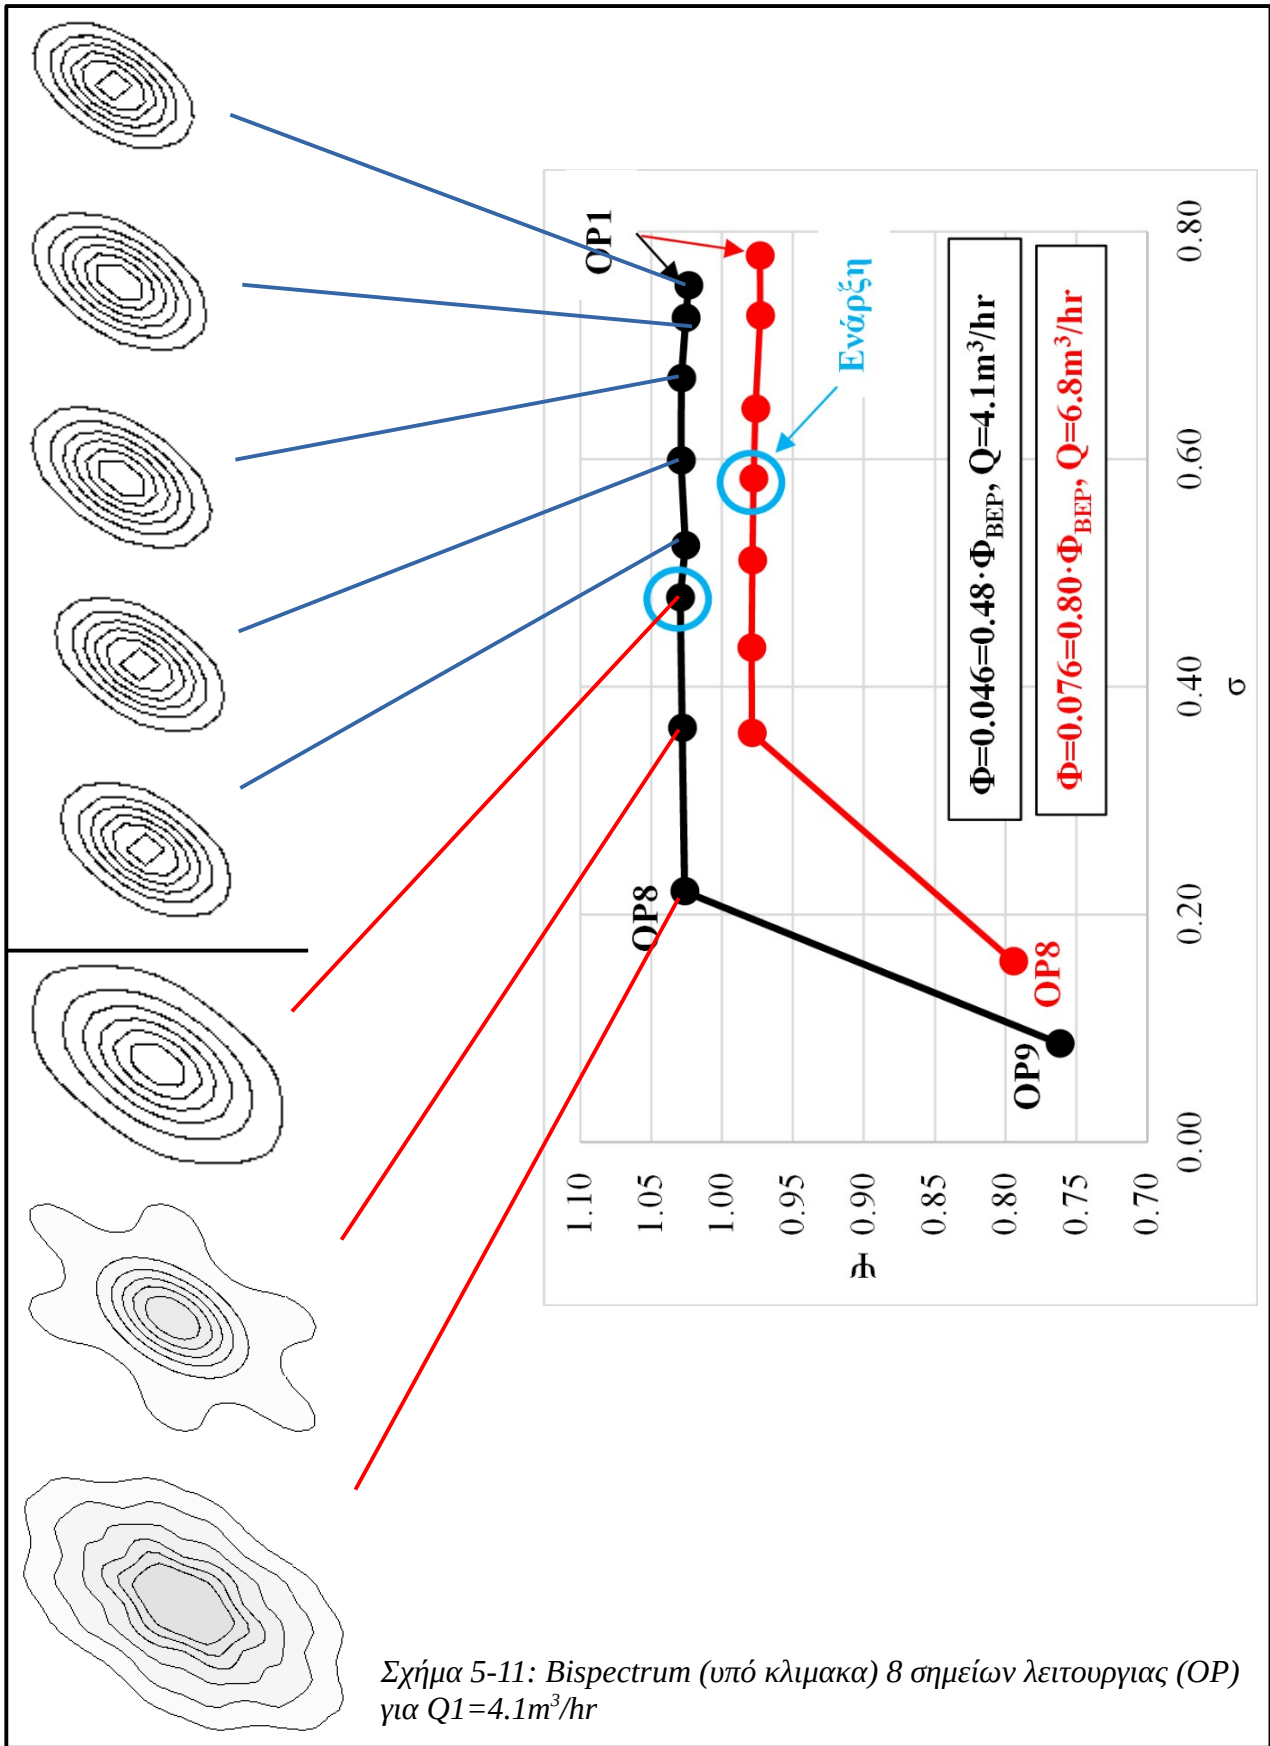 OP1
Ενάρξη
OP8
OP8
OP9
Φ=0.046=0.48·Φ_BEP, Q=4.1m³/hr
Φ=0.076=0.80·Φ_BEP, Q=6.8m³/hr
Ψ
1.10
1.05
1.00
0.95
0.90
0.85
0.80
0.75
0.70
0.00
0.20
0.40
0.60
0.80
σ
Σχήμα 5-11: Bispectrum (υπό κλιμακα) 8 σημείων λειτουργιας (OP)
για Q1=4.1m³/hr